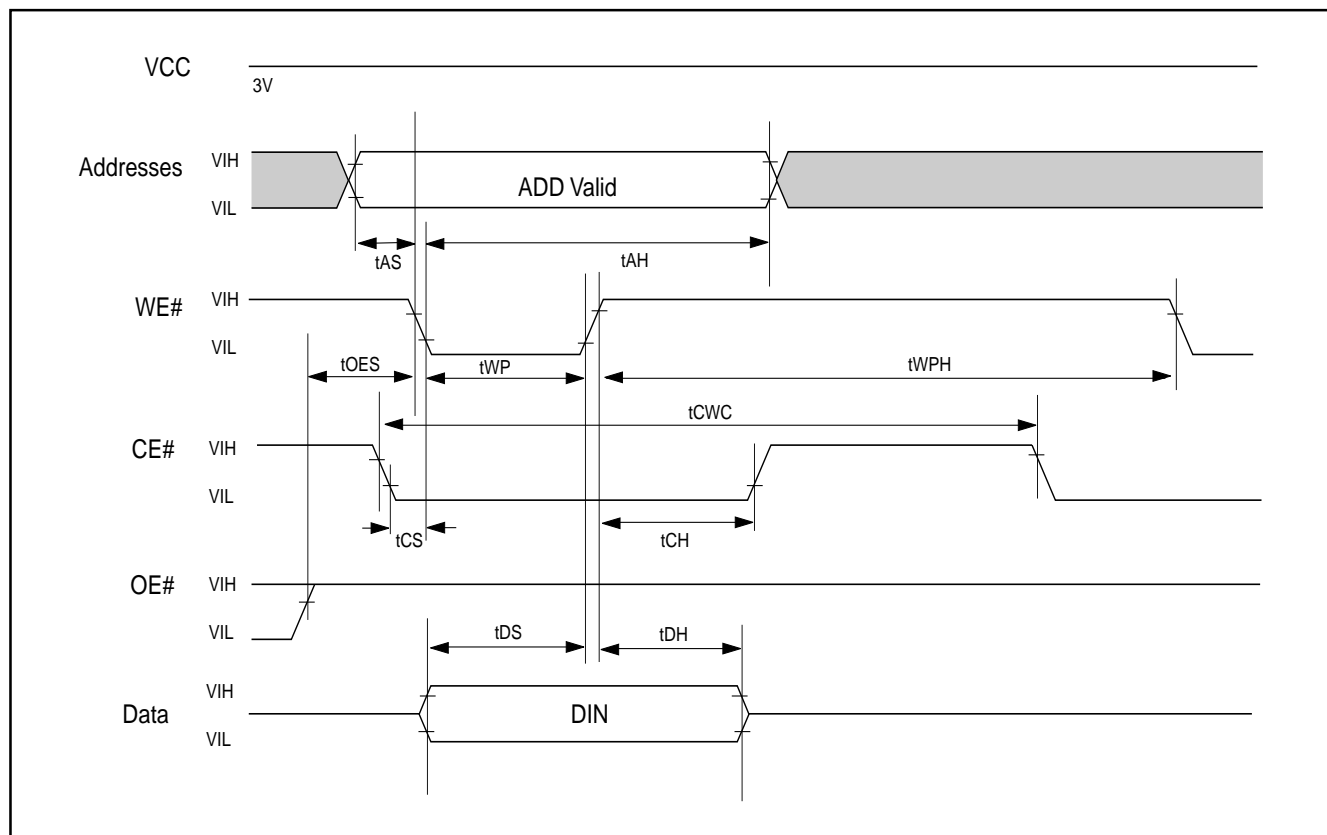 VCC
3V
Addresses
VIH
ADD Valid
VIL
tAS
tAH
WE#
VIH
VIL
tOES
tWP
tWPH
tCWC
CE#
VIH
VIL
tCS
tCH
OE#
VIH
VIL
tDS
tDH
Data
VIH
DIN
VIL